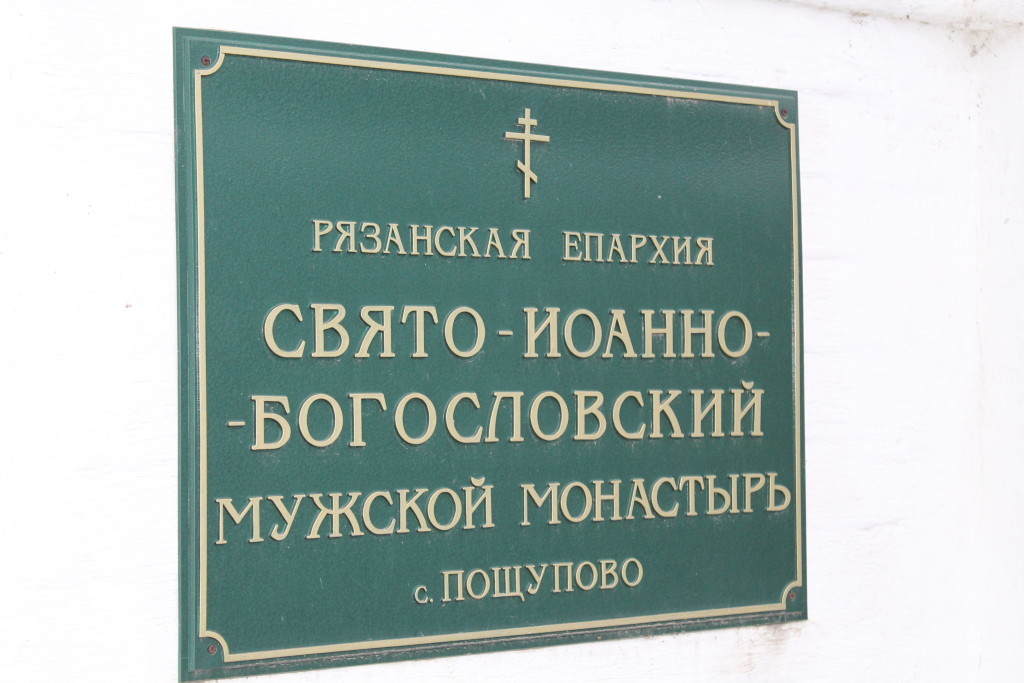 РЯЗАНСКАЯ ЕПАРХИЯ
СВЯТО-ИОАННО-
-БОГОСЛОВСКИЙ
МУЖСКОЙ МОНАСТЫРЬ
с. ПОЩУПОВО